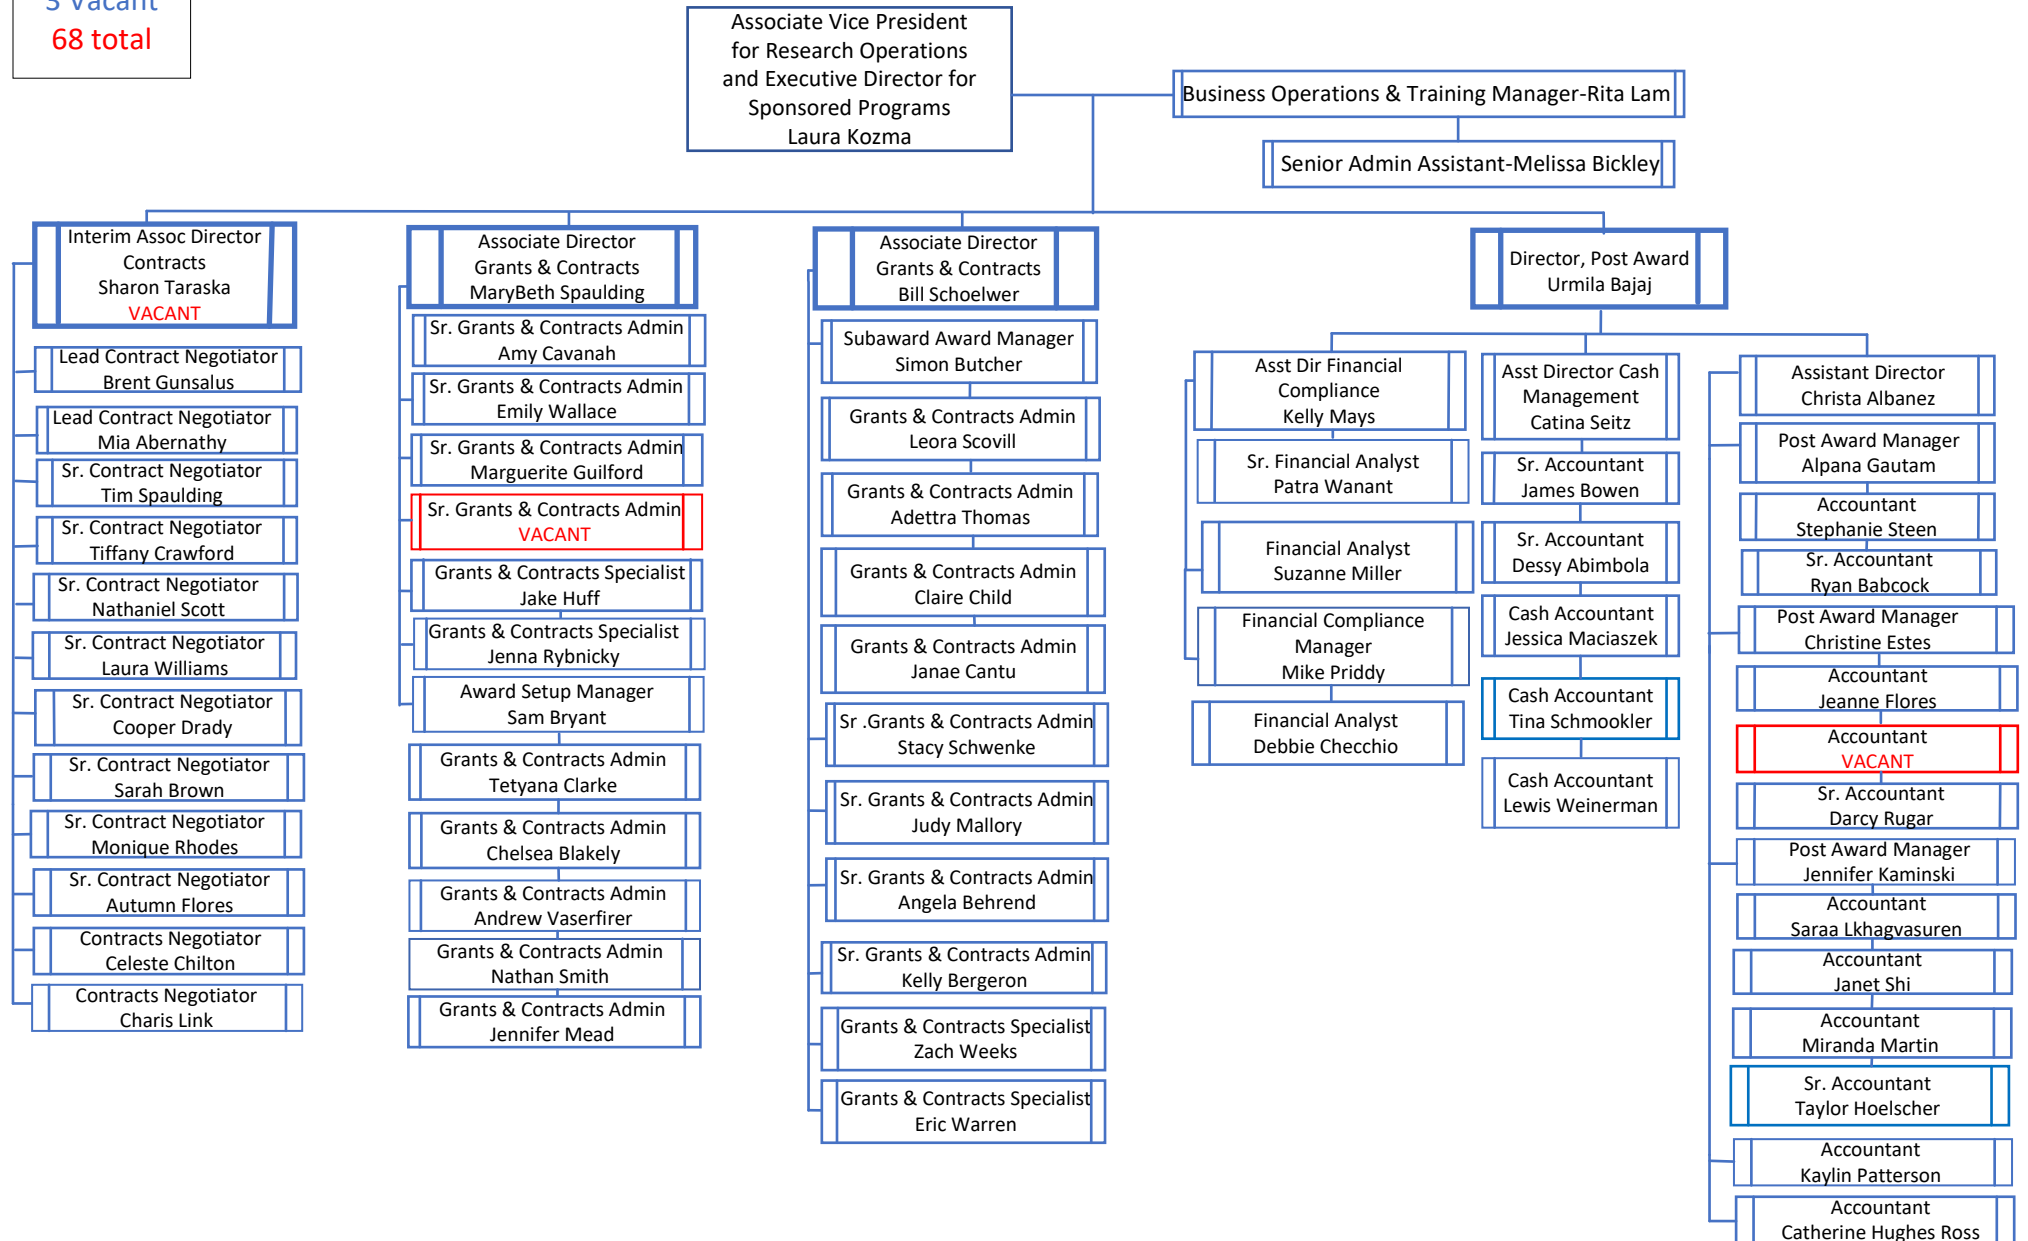 3 Vacant
68 total
Associate Vice President
for Research Operations
and Executive Director for
Sponsored Programs
Laura Kozma
Business Operations & Training Manager-Rita Lam
Senior Admin Assistant-Melissa Bickley
Interim Assoc Director
Contracts
Sharon Taraska
VACANT
Lead Contract Negotiator
Brent Gunsalus
Lead Contract Negotiator
Mia Abernathy
Sr. Contract Negotiator
Tim Spaulding
Sr. Contract Negotiator
Tiffany Crawford
Sr. Contract Negotiator
Nathaniel Scott
Sr. Contract Negotiator
Laura Williams
Sr. Contract Negotiator
Cooper Drady
Sr. Contract Negotiator
Sarah Brown
Sr. Contract Negotiator
Monique Rhodes
Sr. Contract Negotiator
Autumn Flores
Contracts Negotiator
Celeste Chilton
Contracts Negotiator
Charis Link
Associate Director
Grants & Contracts
MaryBeth Spaulding
Sr. Grants & Contracts Admin
Amy Cavanah
Sr. Grants & Contracts Admin
Emily Wallace
Sr. Grants & Contracts Admin
Marguerite Guilford
Sr. Grants & Contracts Admin
VACANT
Grants & Contracts Specialist
Jake Huff
Grants & Contracts Specialist
Jenna Rybnicky
Award Setup Manager
Sam Bryant
Grants & Contracts Admin
Tetyana Clarke
Grants & Contracts Admin
Chelsea Blakely
Grants & Contracts Admin
Andrew Vaserfirer
Grants & Contracts Admin
Nathan Smith
Grants & Contracts Admin
Jennifer Mead
Associate Director
Grants & Contracts
Bill Schoelwer
Subaward Award Manager
Simon Butcher
Grants & Contracts Admin
Leora Scovill
Grants & Contracts Admin
Adettra Thomas
Grants & Contracts Admin
Claire Child
Grants & Contracts Admin
Janae Cantu
Sr .Grants & Contracts Admin
Stacy Schwenke
Sr. Grants & Contracts Admin
Judy Mallory
Sr. Grants & Contracts Admin
Angela Behrend
Sr. Grants & Contracts Admin
Kelly Bergeron
Grants & Contracts Specialist
Zach Weeks
Grants & Contracts Specialist
Eric Warren
Director, Post Award
Urmila Bajaj
Asst Dir Financial
Compliance
Kelly Mays
Sr. Financial Analyst
Patra Wanant
Financial Analyst
Suzanne Miller
Financial Compliance
Manager
Mike Priddy
Financial Analyst
Debbie Checchio
Asst Director Cash
Management
Catina Seitz
Sr. Accountant
James Bowen
Sr. Accountant
Dessy Abimbola
Cash Accountant
Jessica Maciaszek
Cash Accountant
Tina Schmookler
Cash Accountant
Lewis Weinerman
Assistant Director
Christa Albanez
Post Award Manager
Alpana Gautam
Accountant
Stephanie Steen
Sr. Accountant
Ryan Babcock
Post Award Manager
Christine Estes
Accountant
Jeanne Flores
Accountant
VACANT
Sr. Accountant
Darcy Rugar
Post Award Manager
Jennifer Kaminski
Accountant
Saraa Lkhagvasuren
Accountant
Janet Shi
Accountant
Miranda Martin
Sr. Accountant
Taylor Hoelscher
Accountant
Kaylin Patterson
Accountant
Catherine Hughes Ross